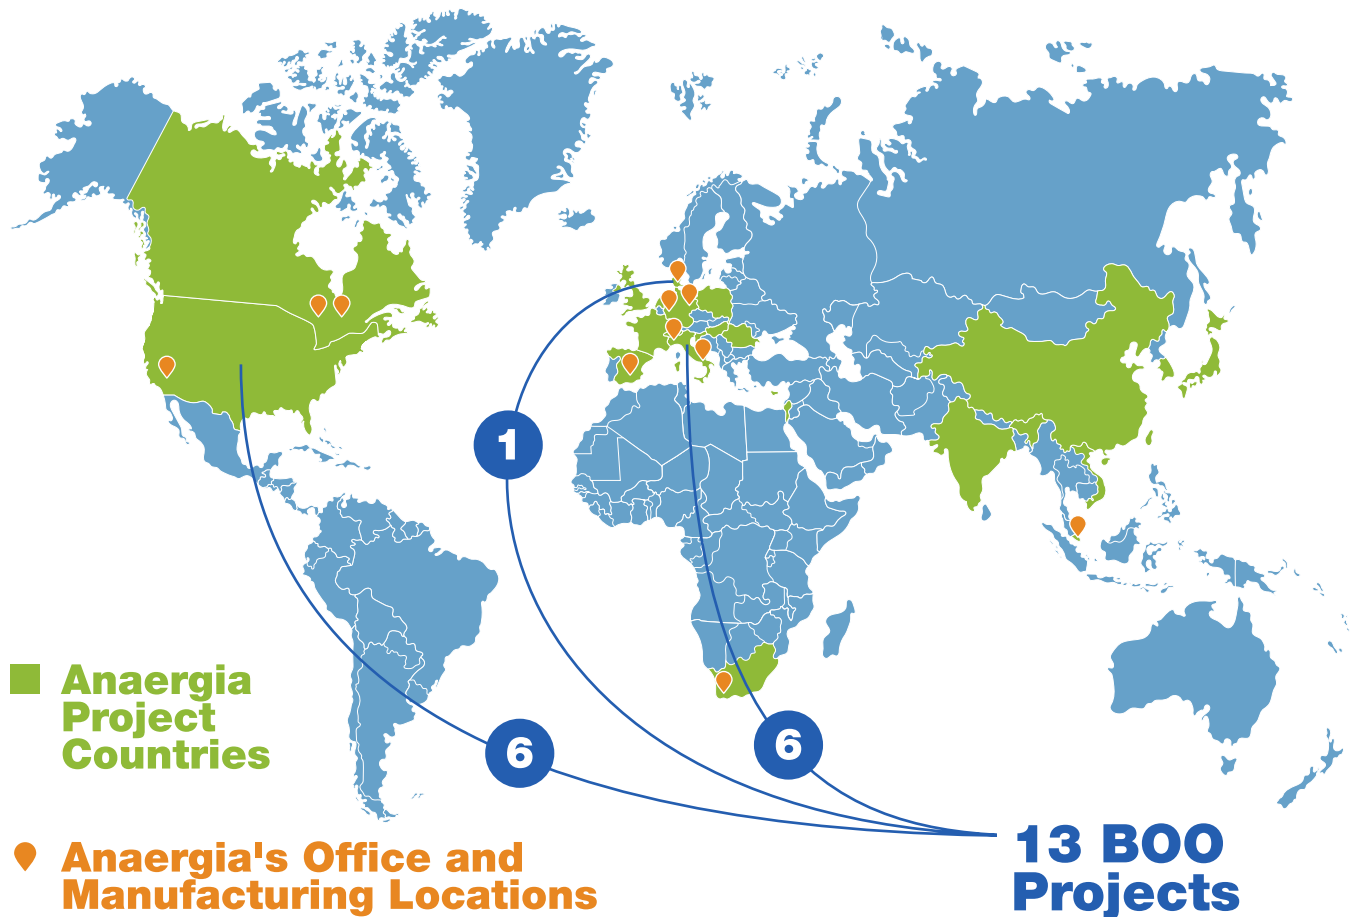 1
Anaergia
Project
Countries
6
6
Anaergia's Office and
Manufacturing Locations
13 BOO
Projects